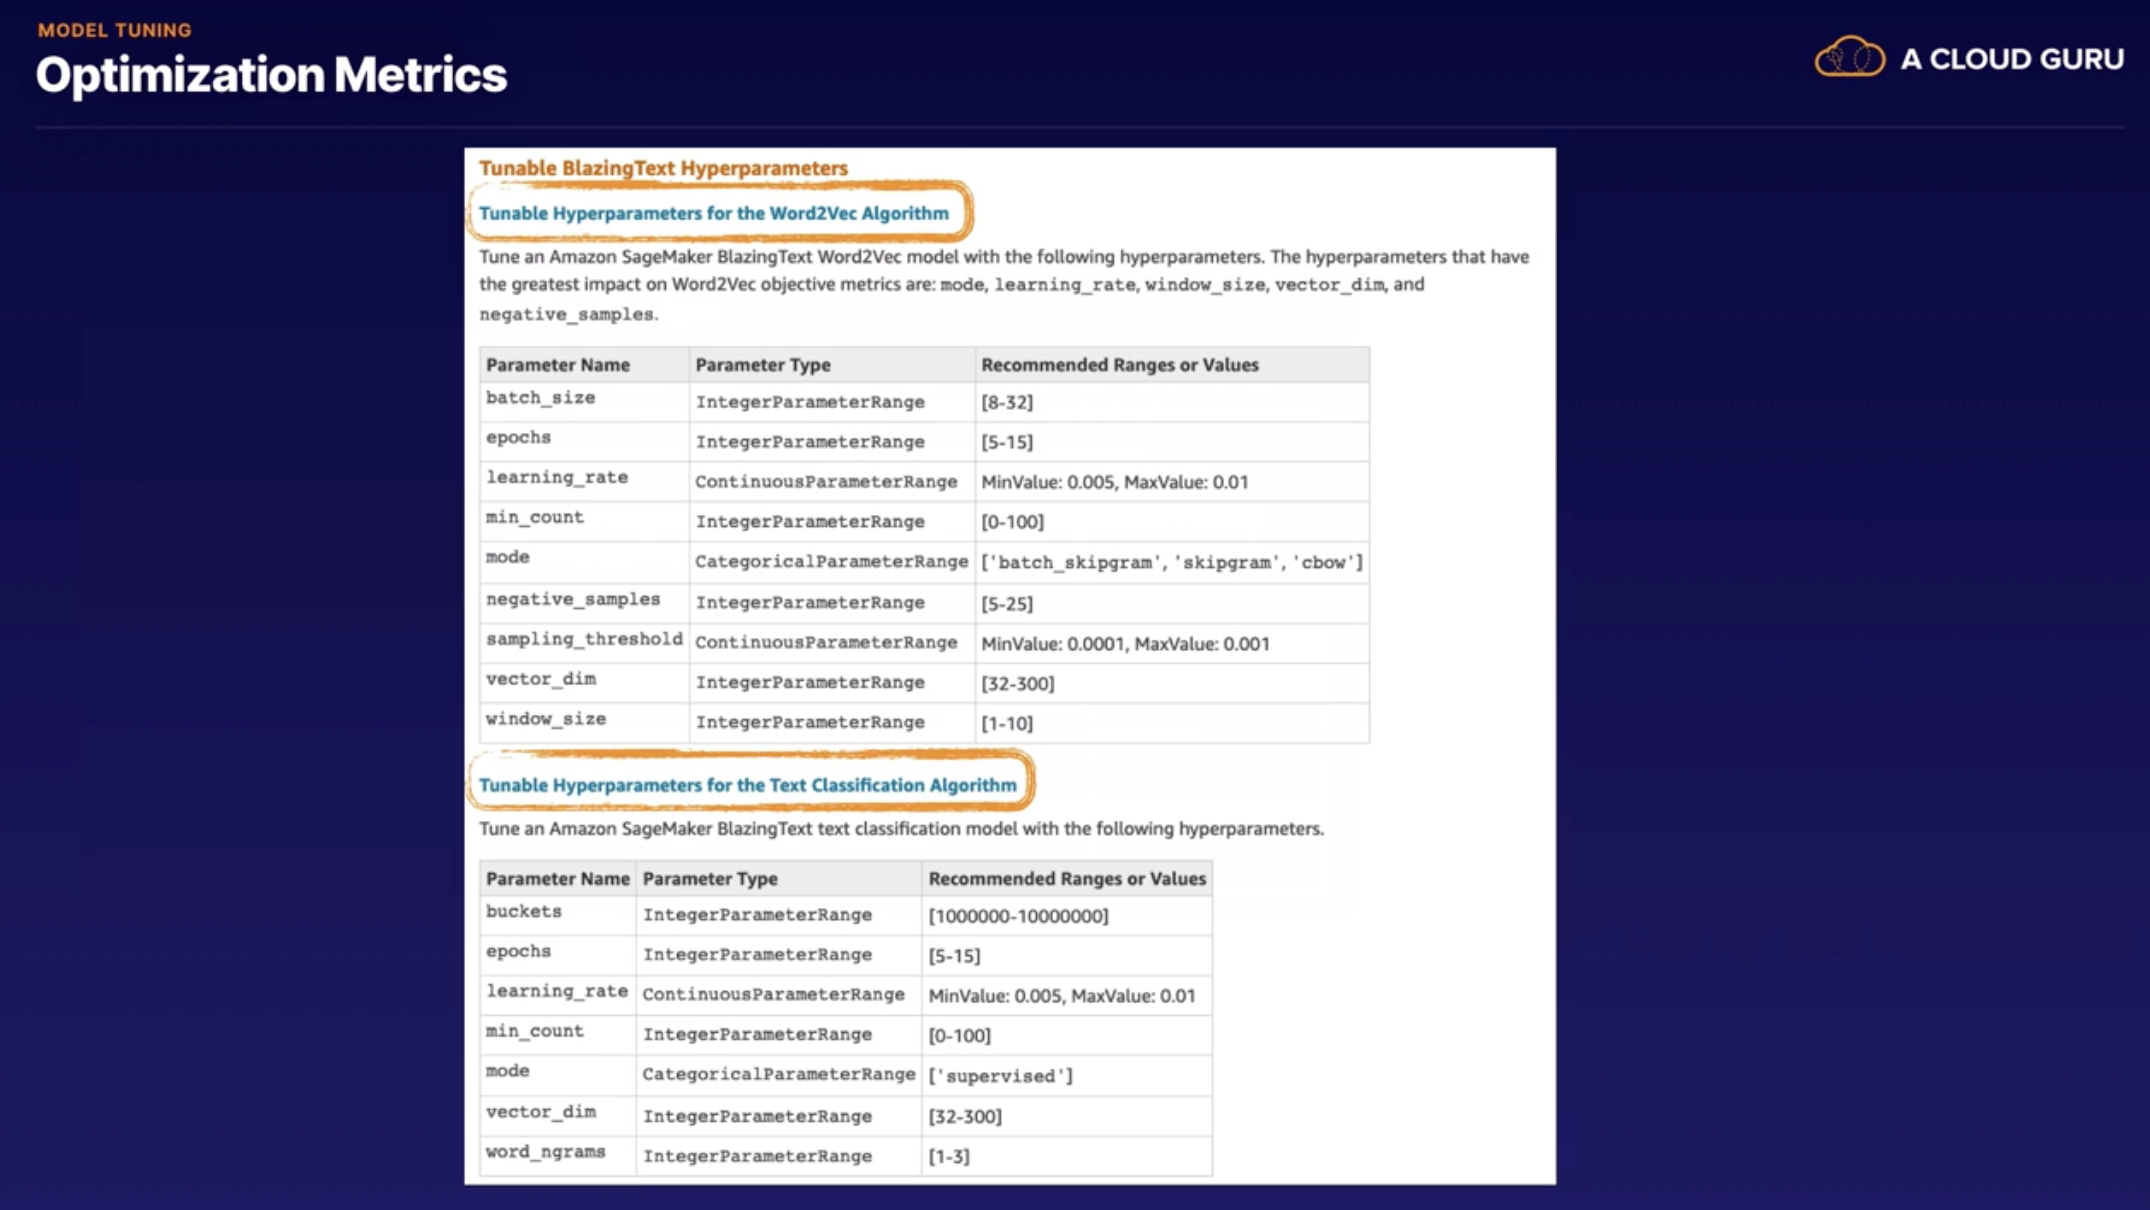 MODEL TUNING
Optimization Metrics
A CLOUD GURU
Tunable BlazingText Hyperparameters
Tunable Hyperparameters for the Word2Vec Algorithm
Tune an Amazon SageMaker BlazingText Word2Vec model with the following hyperparameters. The hyperparameters that have
the greatest impact on Word2Vec objective metrics are: mode, learning_rate, window_size, vector_dim, and
negative_samples.
Parameter Name Parameter Type Recommended Ranges or Values
batch_size IntegerParameterRange [8-32]
epochs IntegerParameterRange [5-15]
learning_rate ContinuousParameterRange MinValue: 0.005, MaxValue: 0.01
min_count IntegerParameterRange [0-100]
mode CategoricalParameterRange ['batch_skipgram', 'skipgram', 'cbow']
negative_samples IntegerParameterRange [5-25]
sampling_threshold ContinuousParameterRange MinValue: 0.0001, MaxValue: 0.001
vector_dim IntegerParameterRange [32-300]
window_size IntegerParameterRange [1-10]
Tunable Hyperparameters for the Text Classification Algorithm
Tune an Amazon SageMaker BlazingText text classification model with the following hyperparameters.
Parameter Name Parameter Type Recommended Ranges or Values
buckets IntegerParameterRange [1000000-10000000]
epochs IntegerParameterRange [5-15]
learning_rate ContinuousParameterRange MinValue: 0.005, MaxValue: 0.01
min_count IntegerParameterRange [0-100]
mode CategoricalParameterRange ['supervised']
vector_dim IntegerParameterRange [32-300]
word_ngrams IntegerParameterRange [1-3]